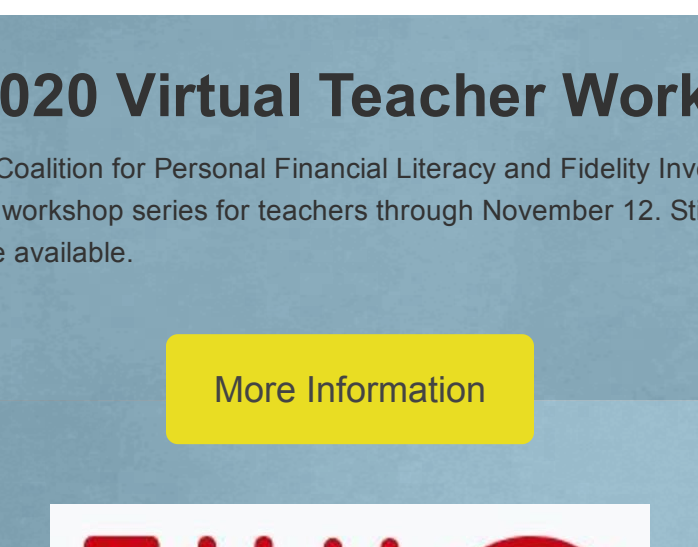 020 Virtual Teacher Work
Coalition for Personal Financial Literacy and Fidelity Inv
workshop series for teachers through November 12. St
e available.
More Information